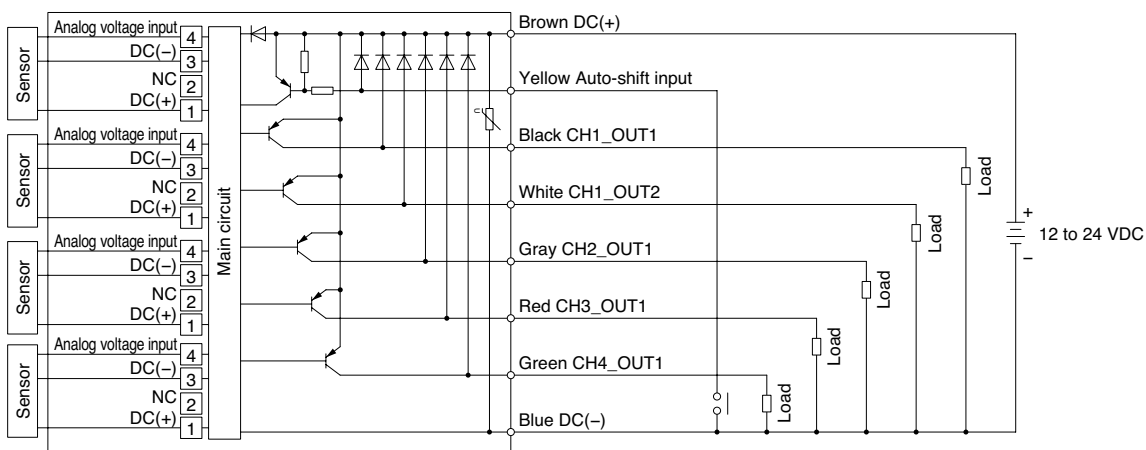 Sensor
Analog voltage input 4
DC(−) 3
NC 2
DC(+) 1
Sensor
Analog voltage input 4
DC(−) 3
NC 2
DC(+) 1
Sensor
Analog voltage input 4
DC(−) 3
NC 2
DC(+) 1
Sensor
Analog voltage input 4
DC(−) 3
NC 2
DC(+) 1
Main circuit
Brown DC(+)
Yellow Auto-shift input
Black CH1_OUT1
White CH1_OUT2
Gray CH2_OUT1
Red CH3_OUT1
Green CH4_OUT1
Blue DC(−)
Load
Load
Load
Load
Load
+
12 to 24 VDC
−